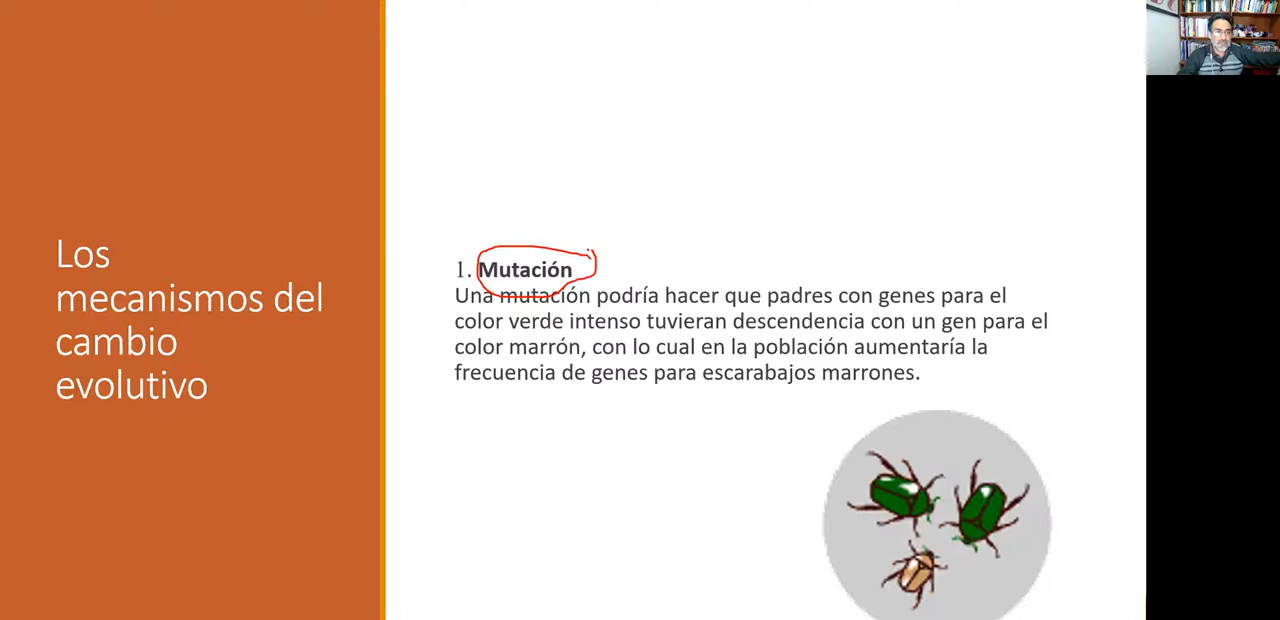 Los
mecanismos del
cambio
evolutivo
1. Mutación
Una mutación podría hacer que padres con genes para el
color verde intenso tuvieran descendencia con un gen para el
color marrón, con lo cual en la población aumentaría la
frecuencia de genes para escarabajos marrones.